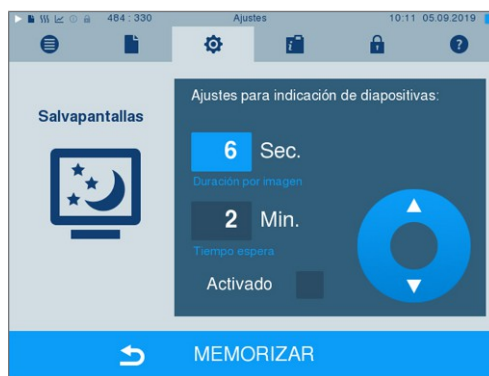 484 : 330 Ajustes 10:11 05.09.2019
Salvapantallas
Ajustes para indicación de diapositivas:
6 Sec.
Duración por imagen
2 Min.
Tiempo espera
Activado
MEMORIZAR